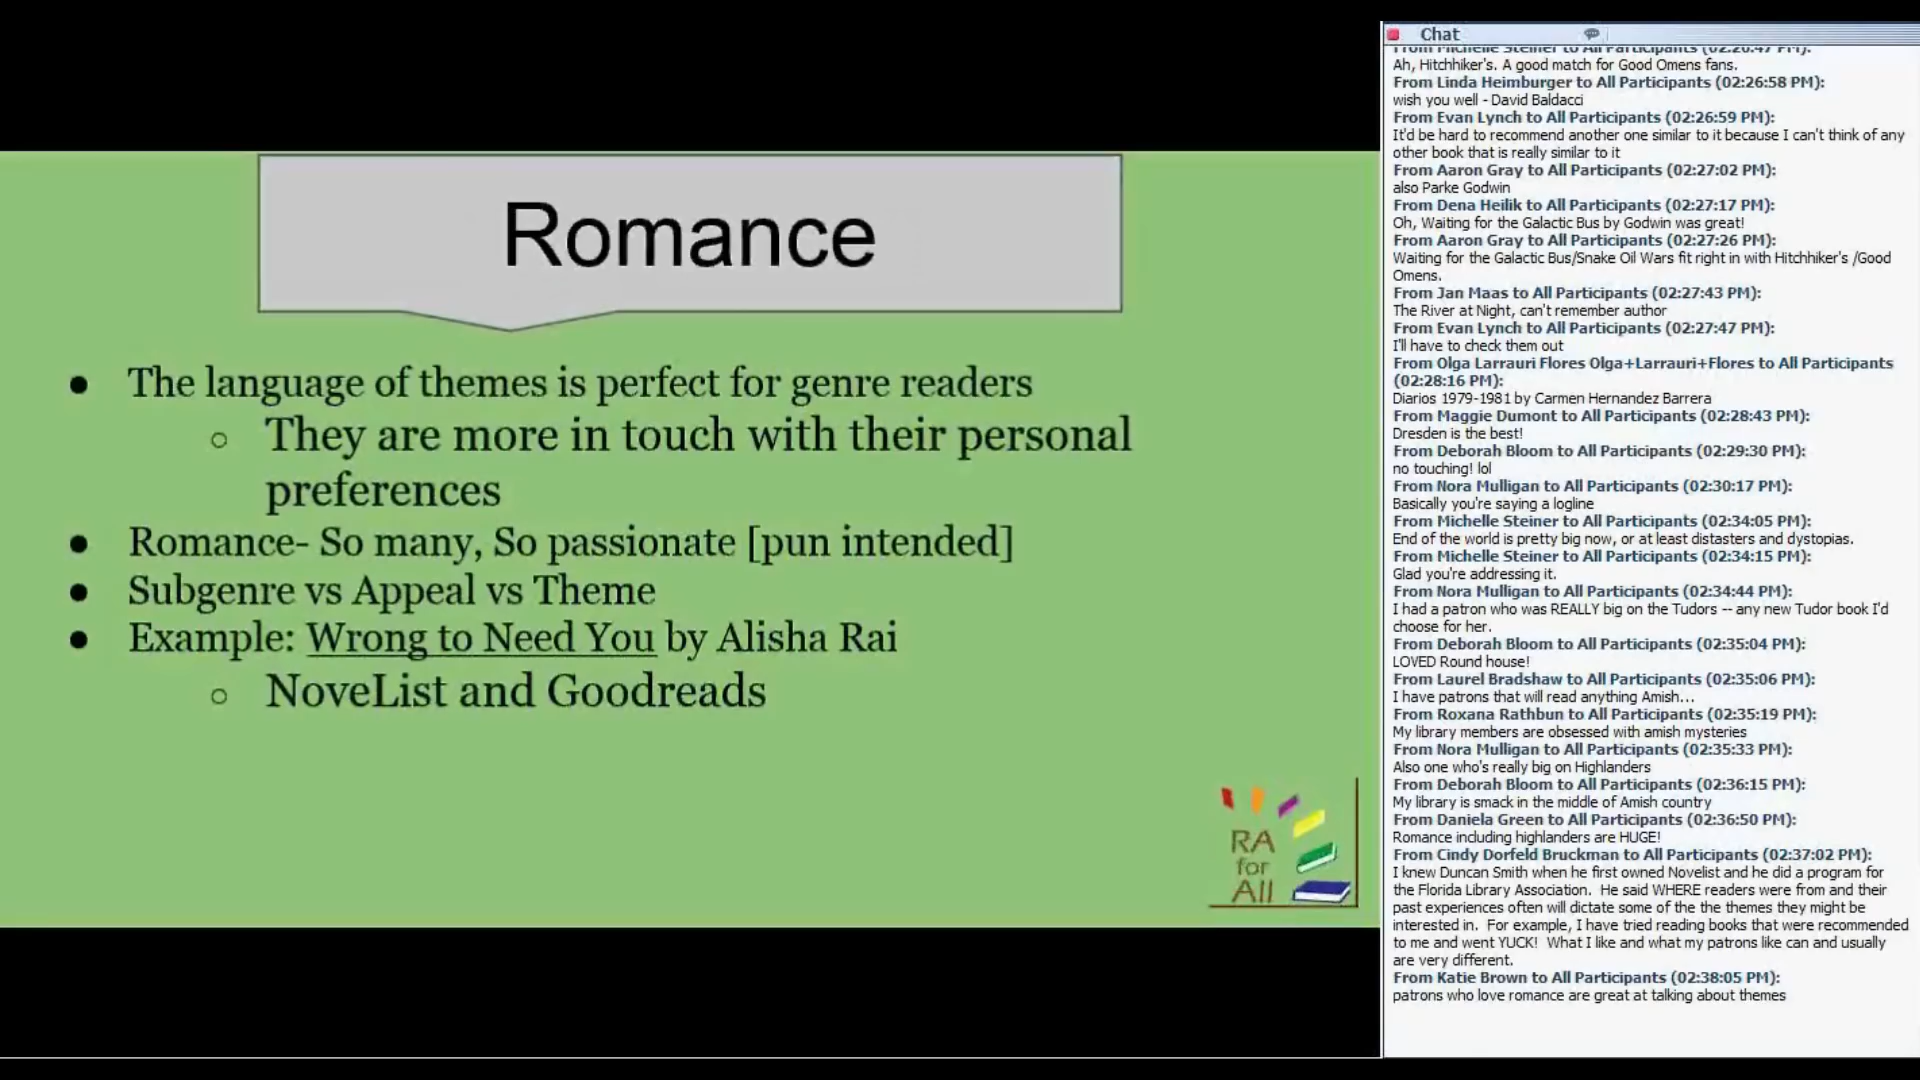 Romance
● The language of themes is perfect for genre readers
○ They are more in touch with their personal
preferences
● Romance- So many, So passionate [pun intended]
● Subgenre vs Appeal vs Theme
● Example: Wrong to Need You by Alisha Rai
○ NoveList and Goodreads
RA
for
All
Chat
From Michelle Steiner to All Participants (02:26:47 PM):
Ah, Hitchhiker's. A good match for Good Omens fans.
From Linda Heimburger to All Participants (02:26:58 PM):
wish you well - David Baldacci
From Evan Lynch to All Participants (02:26:59 PM):
It'd be hard to recommend another one similar to it because I can't think of any
other book that is really similar to it
From Aaron Gray to All Participants (02:27:02 PM):
also Parke Godwin
From Dena Heilik to All Participants (02:27:17 PM):
Oh, Waiting for the Galactic Bus by Godwin was great!
From Aaron Gray to All Participants (02:27:26 PM):
Waiting for the Galactic Bus/Snake Oil Wars fit right in with Hitchhiker's /Good
Omens.
From Jan Maas to All Participants (02:27:43 PM):
The River at Night, can't remember author
From Evan Lynch to All Participants (02:27:47 PM):
I'll have to check them out
From Olga Larrauri Flores Olga+Larrauri+Flores to All Participants
(02:28:16 PM):
Diarios 1979-1981 by Carmen Hernandez Barrera
From Maggie Dumont to All Participants (02:28:43 PM):
Dresden is the best!
From Deborah Bloom to All Participants (02:29:30 PM):
no touching! lol
From Nora Mulligan to All Participants (02:30:17 PM):
Basically you're saying a logline
From Michelle Steiner to All Participants (02:34:05 PM):
End of the world is pretty big now, or at least distasters and dystopias.
From Michelle Steiner to All Participants (02:34:15 PM):
Glad you're addressing it.
From Nora Mulligan to All Participants (02:34:44 PM):
I had a patron who was REALLY big on the Tudors -- any new Tudor book I'd
choose for her.
From Deborah Bloom to All Participants (02:35:04 PM):
LOVED Round house!
From Laurel Bradshaw to All Participants (02:35:06 PM):
I have patrons that will read anything Amish...
From Roxana Rathbun to All Participants (02:35:19 PM):
My library members are obsessed with amish mysteries
From Nora Mulligan to All Participants (02:35:33 PM):
Also one who's really big on Highlanders
From Deborah Bloom to All Participants (02:36:15 PM):
My library is smack in the middle of Amish country
From Daniela Green to All Participants (02:36:50 PM):
Romance including highlanders are HUGE!
From Cindy Dorfeld Bruckman to All Participants (02:37:02 PM):
I knew Duncan Smith when he first owned Novelist and he did a program for
the Florida Library Association.  He said WHERE readers were from and their
past experiences often will dictate some of the the themes they might be
interested in.  For example, I have tried reading books that were recommended
to me and went YUCK!  What I like and what my patrons like can and usually
are very different.
From Katie Brown to All Participants (02:38:05 PM):
patrons who love romance are great at talking about themes